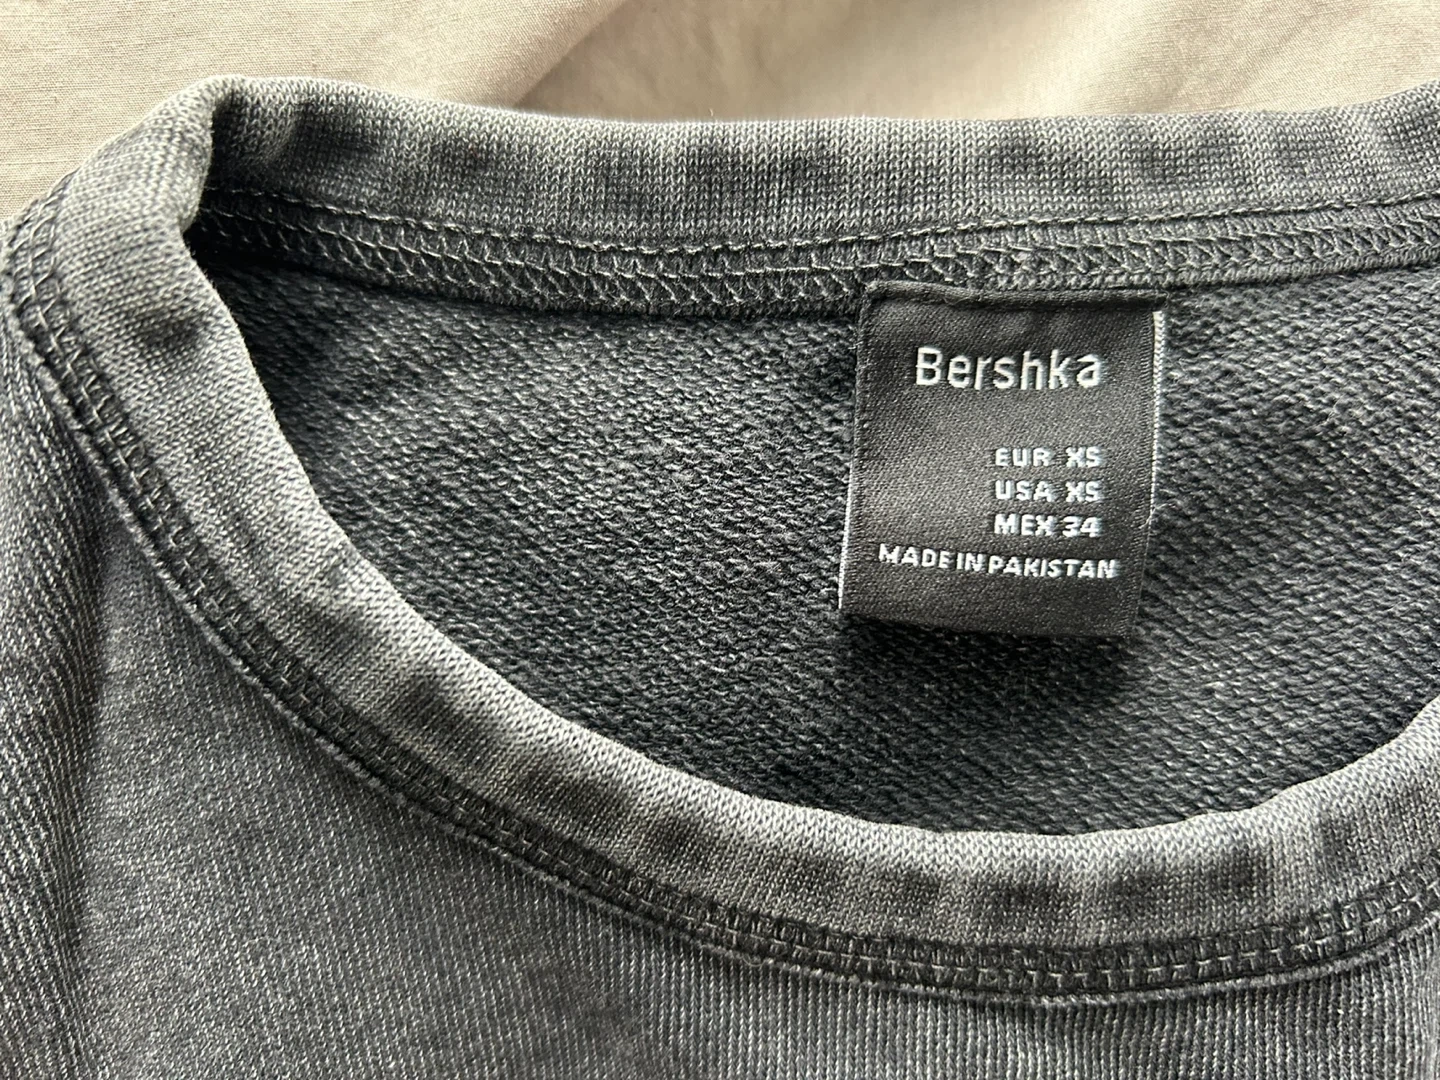 Bershka
EUR XS
USA XS
MEX 34
MADE IN PAKISTAN